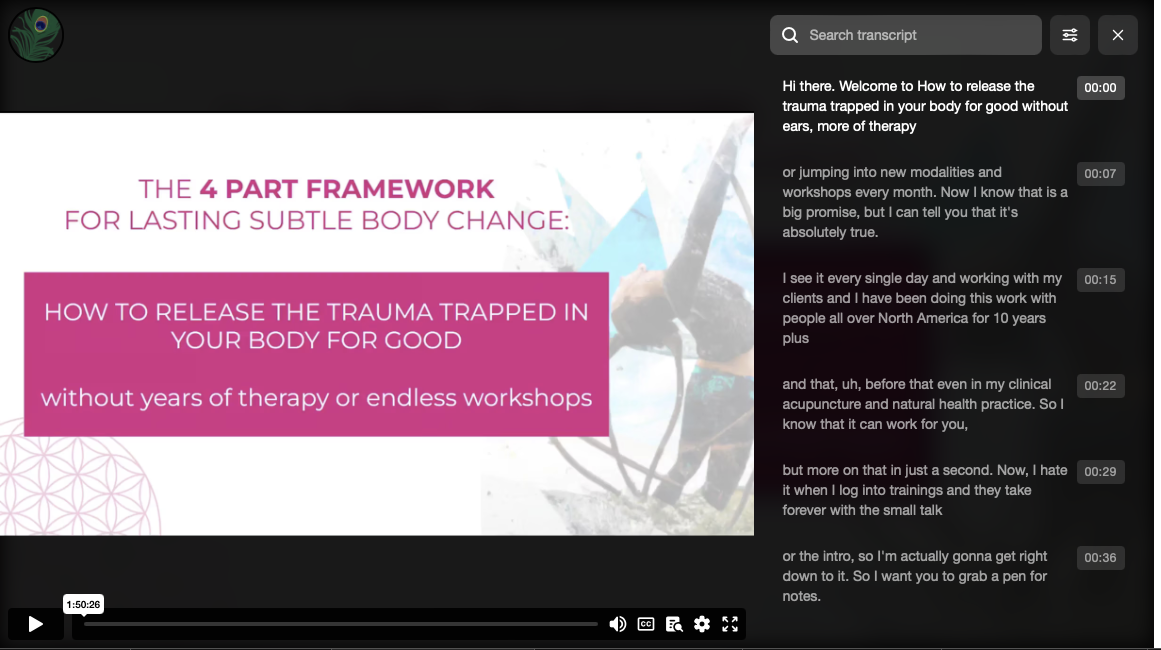 Search transcript
THE 4 PART FRAMEWORK
FOR LASTING SUBTLE BODY CHANGE:
HOW TO RELEASE THE TRAUMA TRAPPED IN
YOUR BODY FOR GOOD
without years of therapy or endless workshops
1:50:26
CC
Hi there. Welcome to How to release the
trauma trapped in your body for good without
ears, more of therapy
00:00
or jumping into new modalities and
workshops every month. Now I know that is a
big promise, but I can tell you that it's
absolutely true.
00:07
I see it every single day and working with my
clients and I have been doing this work with
people all over North America for 10 years
plus
00:15
and that, uh, before that even in my clinical
acupuncture and natural health practice. So I
know that it can work for you,
00:22
but more on that in just a second. Now, I hate
it when I log into trainings and they take
forever with the small talk
00:29
or the intro, so I'm actually gonna get right
down to it. So I want you to grab a pen for
notes.
00:36